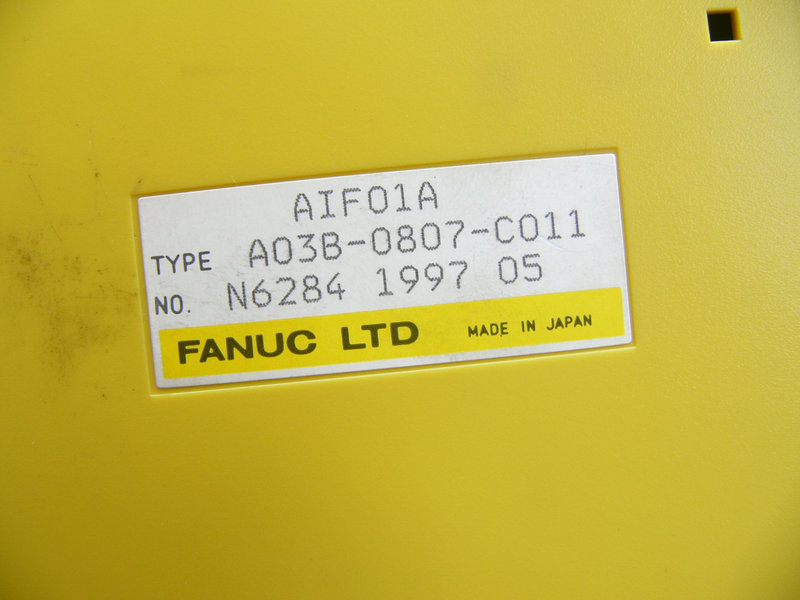 AIF01A
TYPE A03B-0807-C011
NO. N6284 1997 05
FANUC LTD MADE IN JAPAN